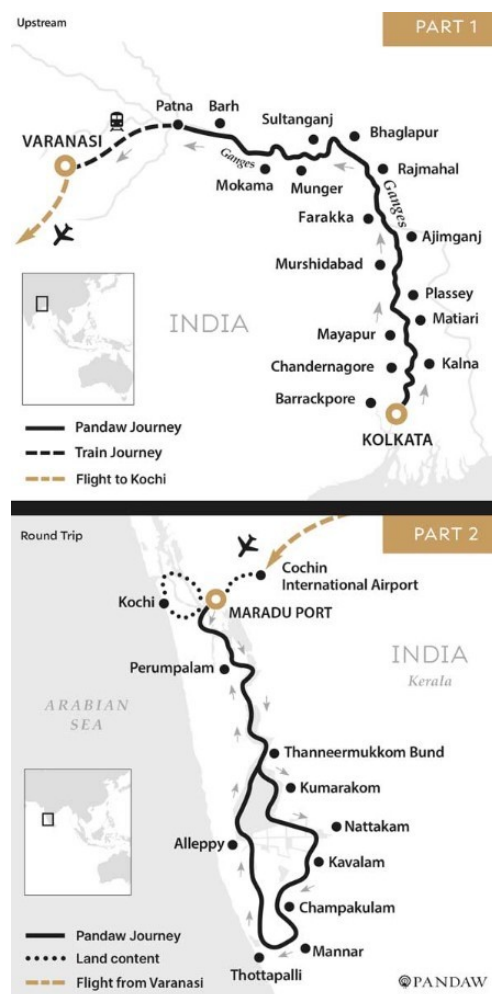 Upstream
PART 1
Patna
Barh
Sultanganj
Bhaglapur
VARANASI
Ganges
Mokama
Munger
Rajmahal
Ganges
Farakka
Ajimganj
Murshidabad
Plassey
INDIA
Matiari
Mayapur
Chandernagore
Kalna
Barrackpore
KOLKATA
Pandaw Journey
Train Journey
Flight to Kochi
Round Trip
PART 2
Cochin
International Airport
Kochi
MARADU PORT
Perumpalam
INDIA
Kerala
ARABIAN
SEA
Thanneermukkom Bund
Kumarakom
Nattakam
Alleppy
Kavalam
Champakulam
Mannar
Thottapalli
Pandaw Journey
Land content
Flight from Varanasi
PANDAW